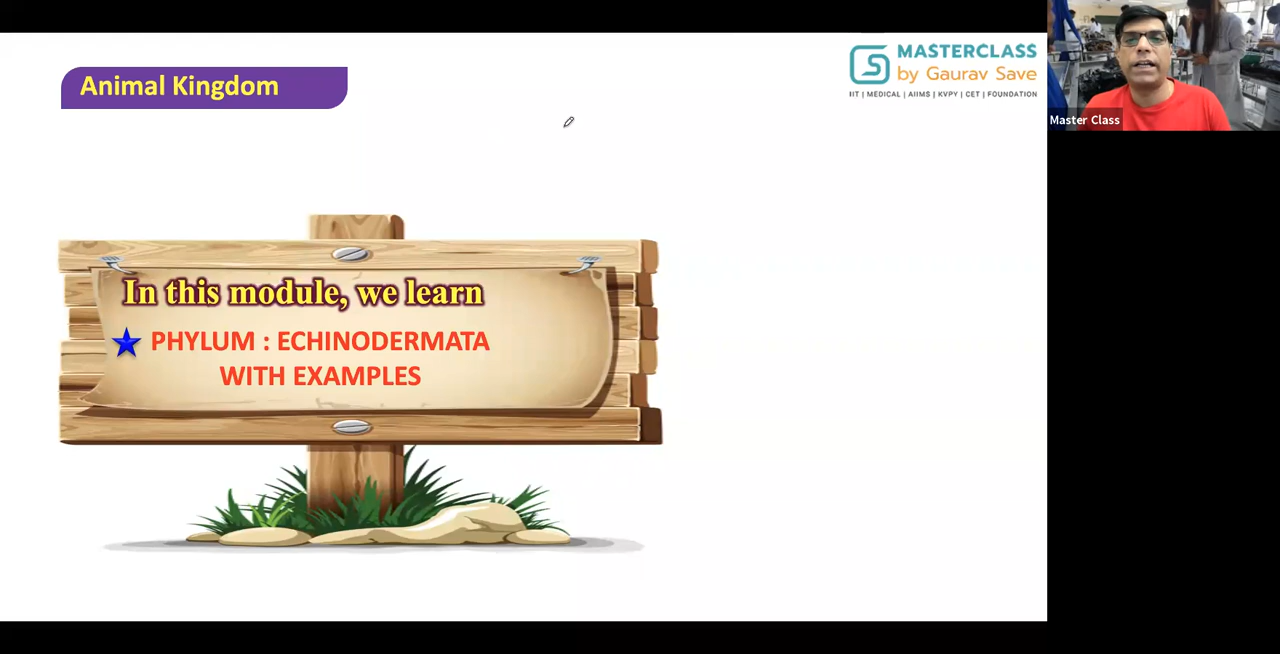 Animal Kingdom
MASTERCLASS
by Gaurav Save
IIT | MEDICAL | AIIMS | KVPY | CET | FOUNDATION
Master Class
In this module, we learn
PHYLUM : ECHINODERMATA
WITH EXAMPLES